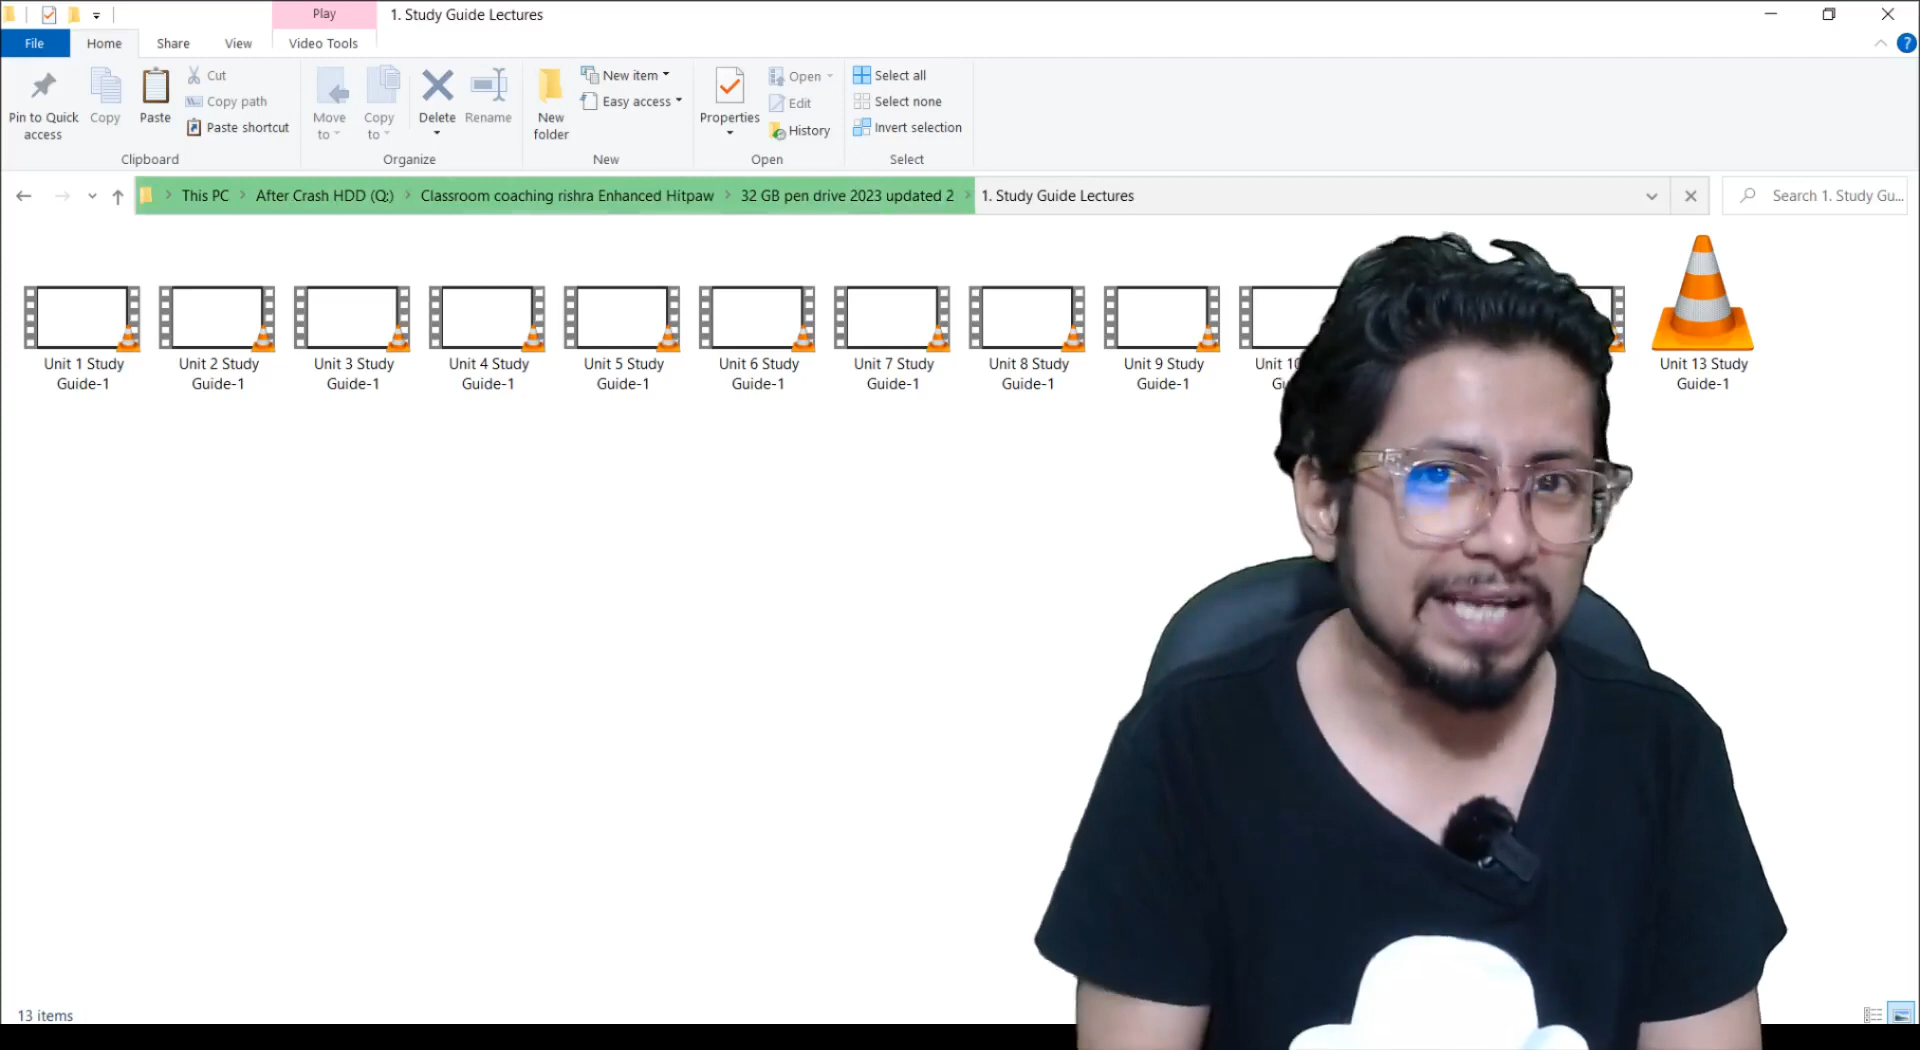 Play
1. Study Guide Lectures
File
Home
Share
View
Video Tools
Pin to Quick access
Copy
Paste
Cut
Copy path
Paste shortcut
Clipboard
Move to
Copy to
Delete
Rename
Organize
New folder
New item
Easy access
New
Properties
Open
Edit
History
Open
Select all
Select none
Invert selection
Select
This PC
After Crash HDD (Q:)
Classroom coaching rishra Enhanced Hitpaw
32 GB pen drive 2023 updated 2
1. Study Guide Lectures
Search 1. Study Gu...
Unit 1 Study
Guide-1
Unit 2 Study
Guide-1
Unit 3 Study
Guide-1
Unit 4 Study
Guide-1
Unit 5 Study
Guide-1
Unit 6 Study
Guide-1
Unit 7 Study
Guide-1
Unit 8 Study
Guide-1
Unit 9 Study
Guide-1
Unit 10
Unit 13 Study
Guide-1
13 items